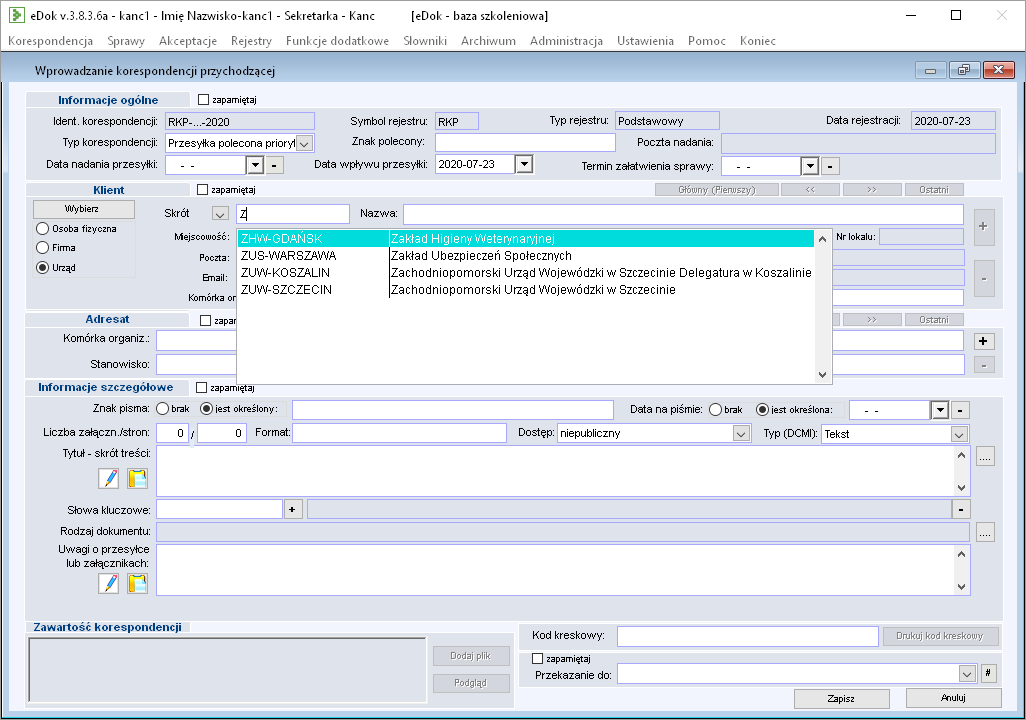 eDok v.3.8.3.6a - kanc1 - Imię Nazwisko-kanc1 - Sekretarka - Kanc [eDok - baza szkoleniowa]
Korespondencja Sprawy Akceptacje Rejestry Funkcje dodatkowe Słowniki Archiwum Administracja Ustawienia Pomoc Koniec
Wprowadzanie korespondencji przychodzącej
Informacje ogólne zapamiętaj
Ident. korespondencji: RKP-...-2020 Symbol rejestru: RKP Typ rejestru: Podstawowy Data rejestracji: 2020-07-23
Typ korespondencji: Przesyłka polecona prioryt Znak polecony: Poczta nadania:
Data nadania przesyłki: - - - Data wpływu przesyłki: 2020-07-23 Termin załatwienia sprawy: - - -
Klient zapamiętaj Główny (Pierwszy) << >> Ostatni
Wybierz Skrót Z Nazwa: +
Osoba fizyczna
Miejscowość: ZHW-GDAŃSK Zakład Higieny Weterynaryjnej Nr lokalu:
Firma
Poczta: ZUS-WARSZAWA Zakład Ubezpieczeń Społecznych
Urząd
Email: ZUW-KOSZALIN Zachodniopomorski Urząd Wojewódzki w Szczecinie Delegatura w Koszalinie -
Komórka or ZUW-SZCZECIN Zachodniopomorski Urząd Wojewódzki w Szczecinie
Adresat zapar >> Ostatni
Komórka organiz.: +
Stanowisko: -
Informacje szczegółowe zapamiętaj
Znak pisma: brak jest określony: Data na piśmie: brak jest określona: - - -
Liczba załączn./stron: 0 / 0 Format: Dostęp: niepubliczny Typ (DCMI): Tekst
Tytuł - skrót treści: ....
Słowa kluczowe: + -
Rodzaj dokumentu: ....
Uwagi o przesyłce
lub załącznikach:
Zawartość korespondencji
Kod kreskowy: Drukuj kod kreskowy
Dodaj plik zapamiętaj
Przekazanie do: #
Podgląd
Zapisz Anuluj